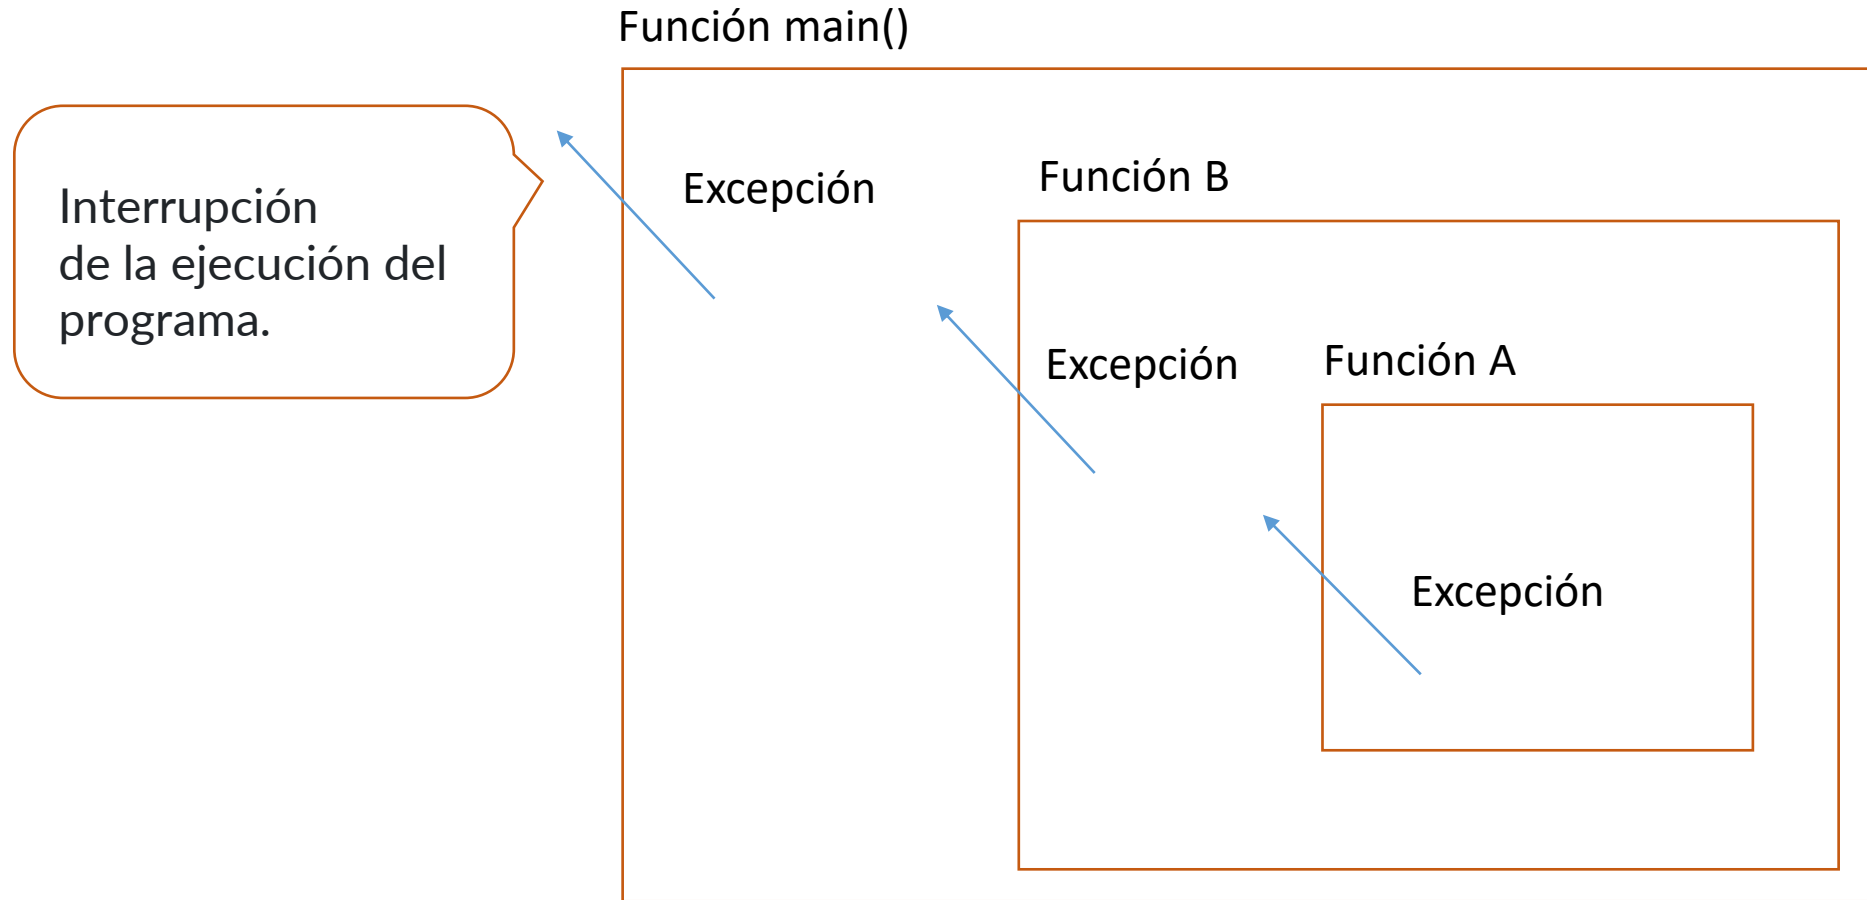 Función main()
Interrupción
de la ejecución del
programa.
Excepción
Función B
Excepción
Función A
Excepción